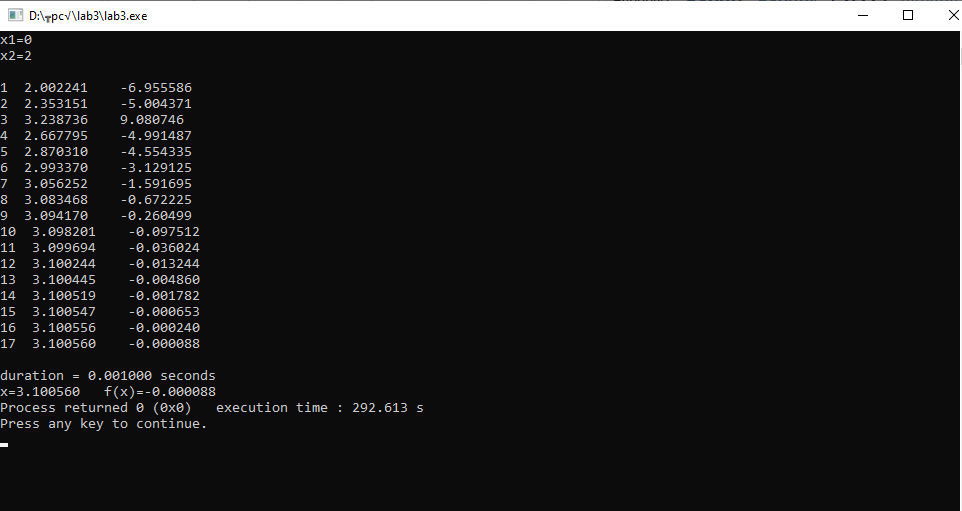 D:\╥pc√\lab3\lab3.exe
x1=0
x2=2
1  2.002241    -6.955586
2  2.353151    -5.004371
3  3.238736    9.080746
4  2.667795    -4.991487
5  2.870310    -4.554335
6  2.993370    -3.129125
7  3.056252    -1.591695
8  3.083468    -0.672225
9  3.094170    -0.260499
10  3.098201    -0.097512
11  3.099694    -0.036024
12  3.100244    -0.013244
13  3.100445    -0.004860
14  3.100519    -0.001782
15  3.100547    -0.000653
16  3.100556    -0.000240
17  3.100560    -0.000088
duration = 0.001000 seconds
x=3.100560   f(x)=-0.000088
Process returned 0 (0x0)   execution time : 292.613 s
Press any key to continue.